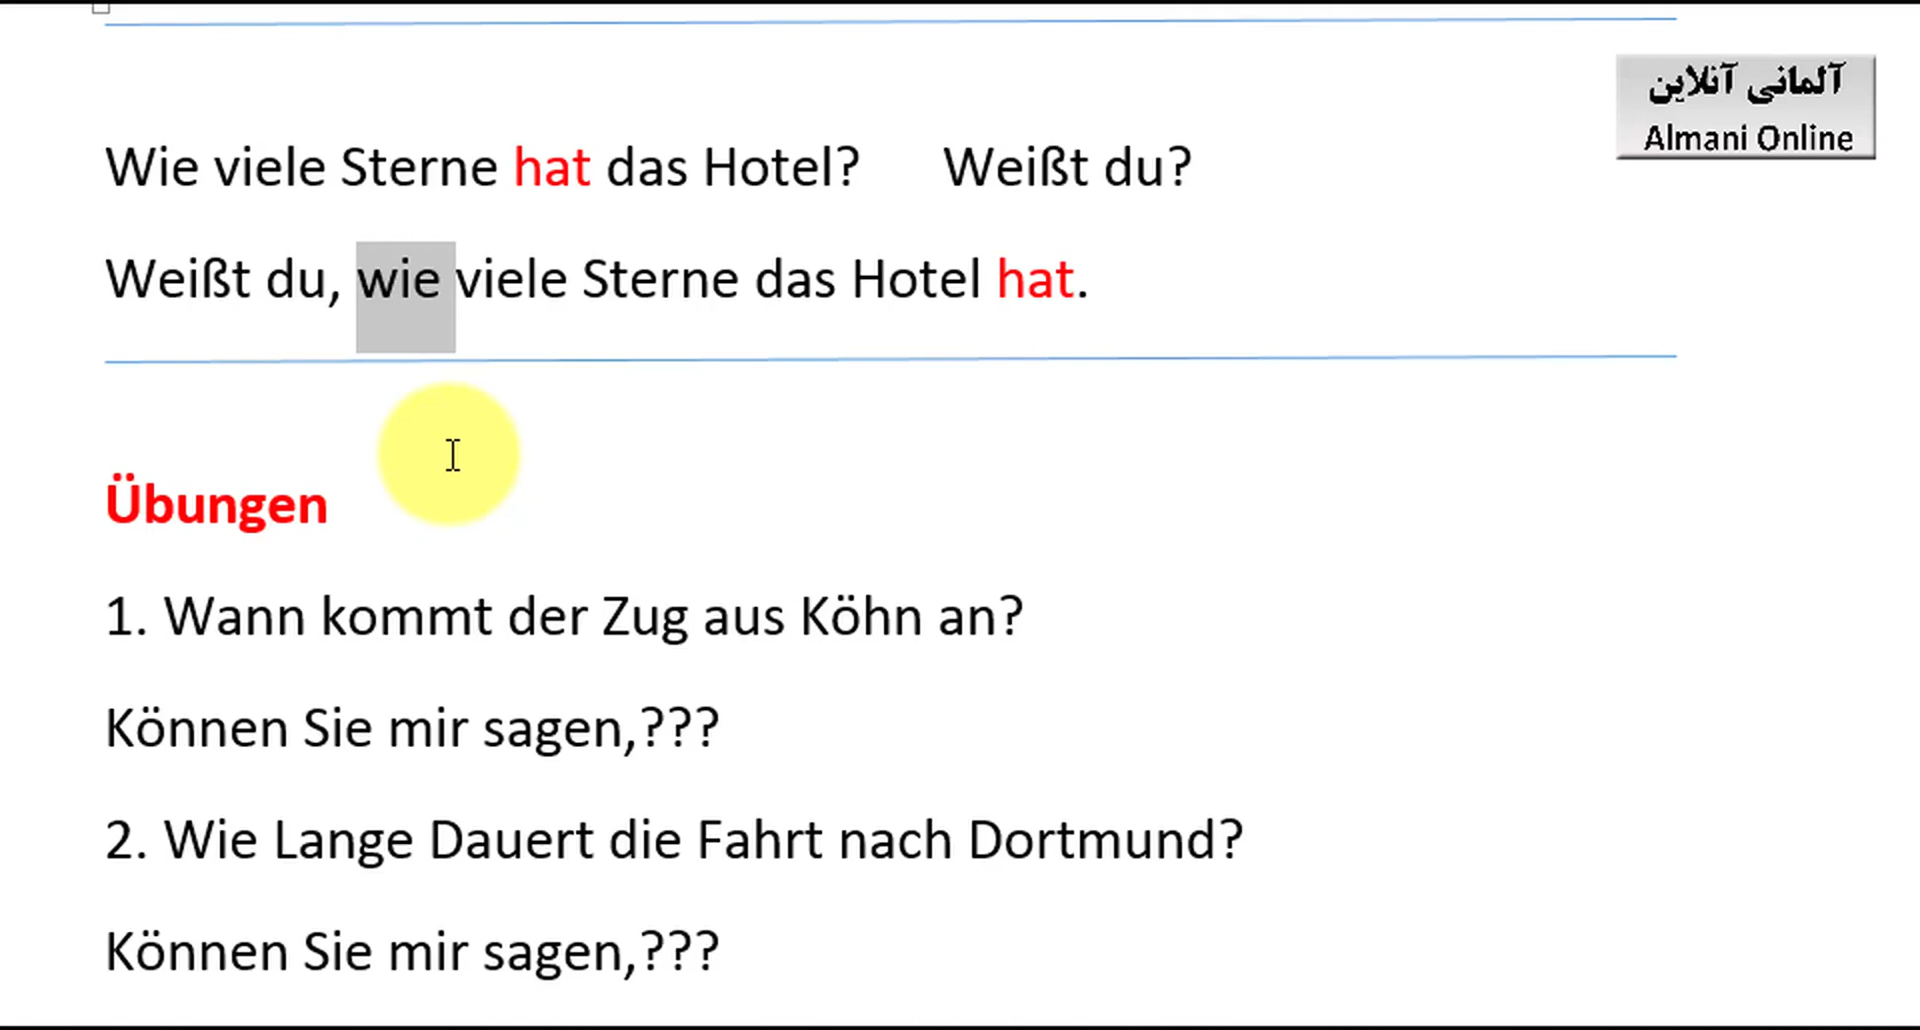 آلمانی آنلاین
Almani Online
Wie viele Sterne hat das Hotel? Weißt du?
Weißt du, wie viele Sterne das Hotel hat.
Übungen
1. Wann kommt der Zug aus Köhn an?
Können Sie mir sagen,???
2. Wie Lange Dauert die Fahrt nach Dortmund?
Können Sie mir sagen,???